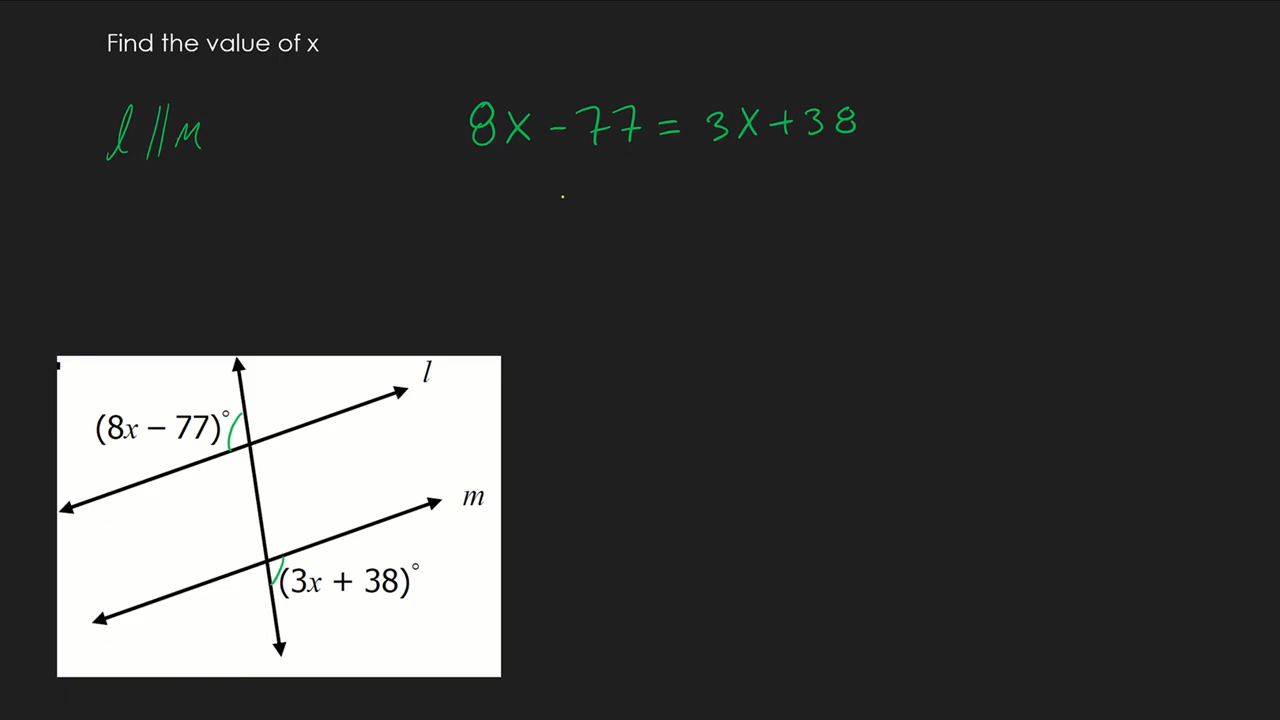 Find the value of x
l // m
8x - 77 = 3x + 38
l
(8x − 77)°
m
(3x + 38)°